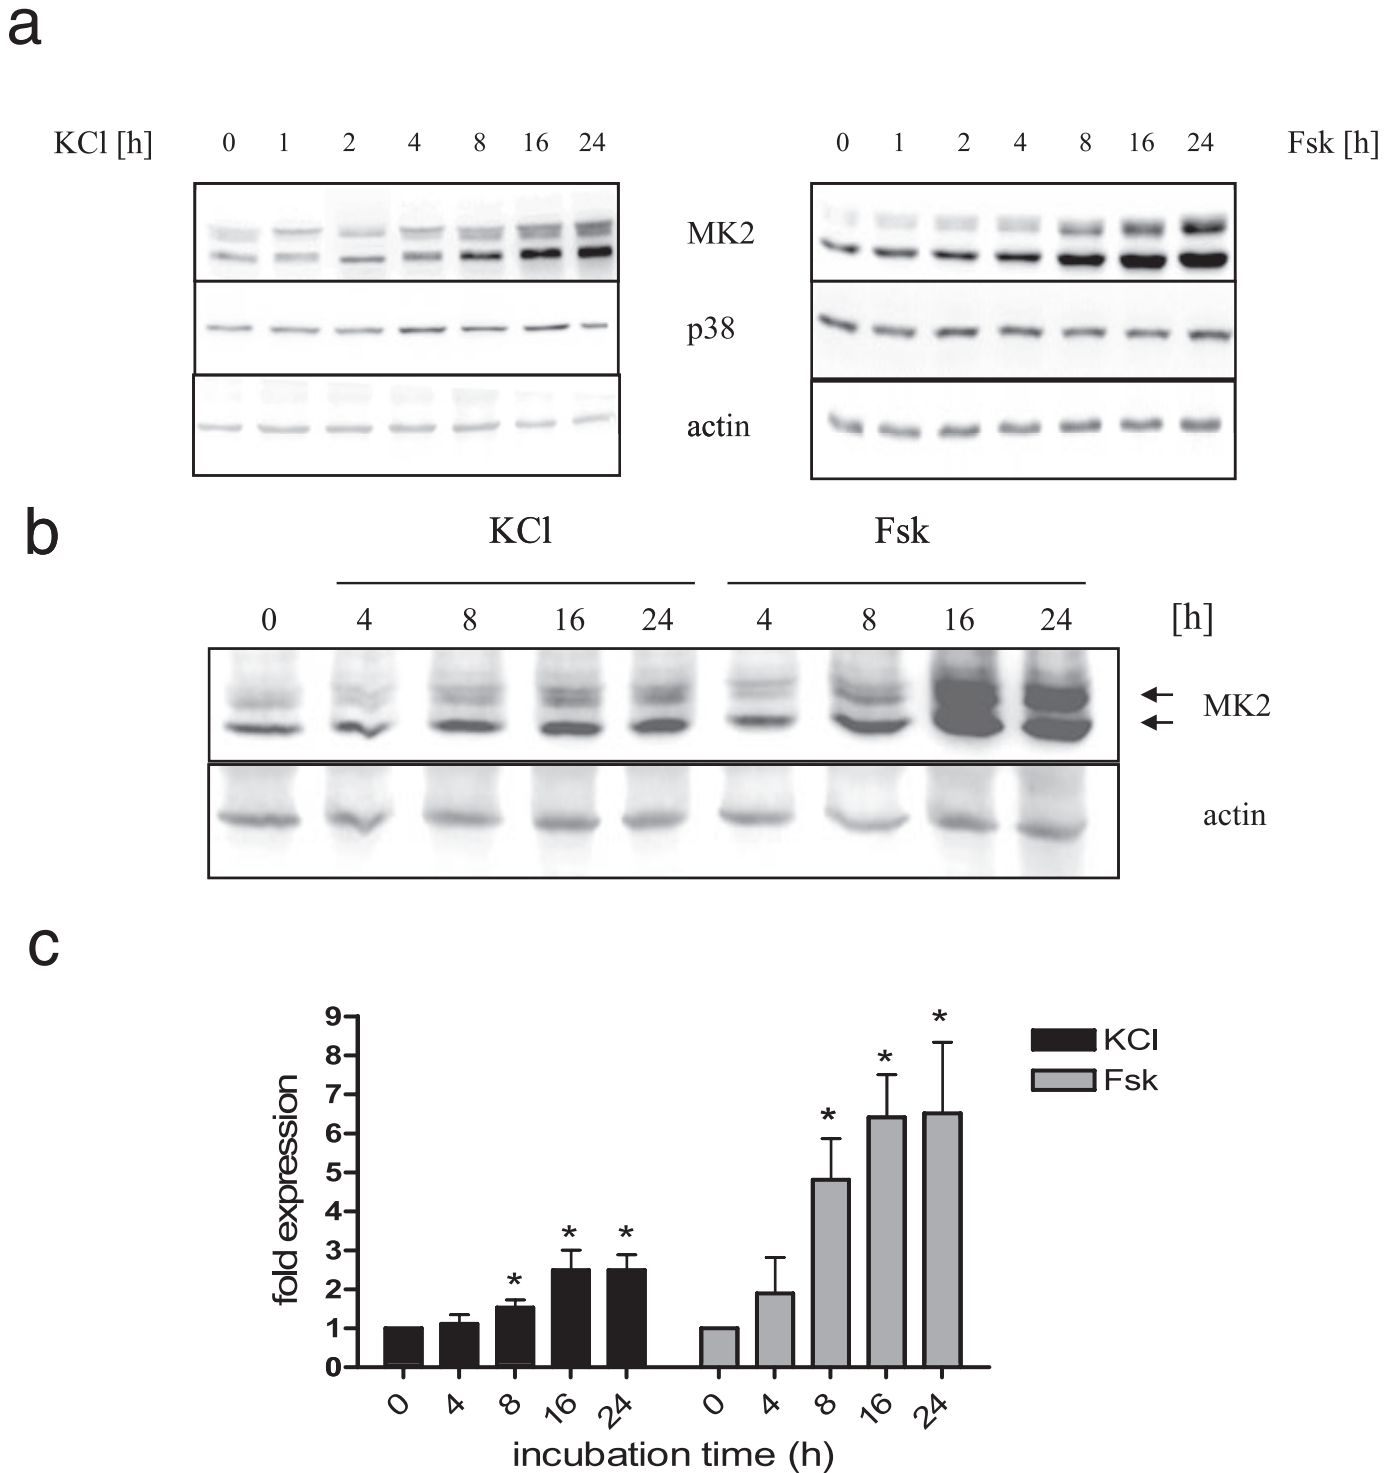 a
KCl [h] 0 1 2 4 8 16 24 0 1 2 4 8 16 24 Fsk [h]
MK2
p38
actin
b
KCl Fsk
0 4 8 16 24 4 8 16 24 [h]
MK2
actin
c
9
8
7
6
5
4
3
2
1
0
fold expression
* * * * * *
KCl
Fsk
0 4 8 16 24 0 4 8 16 24
incubation time (h)